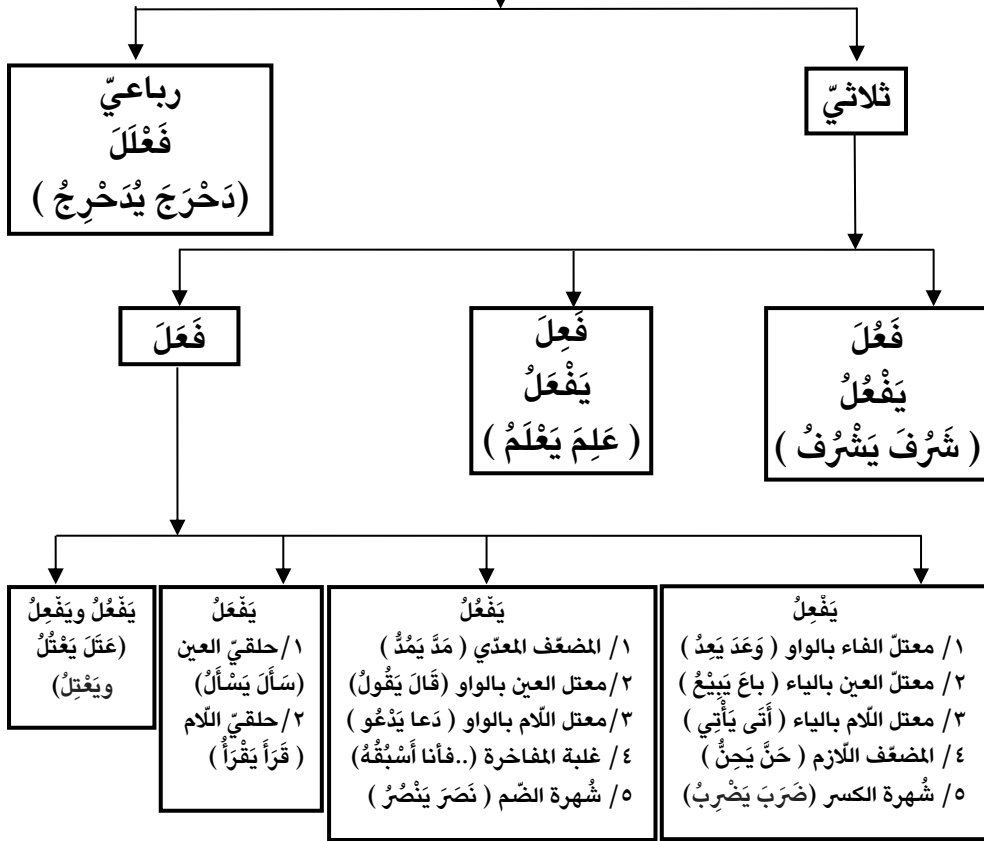 ثلاثيّ
رباعيّ
فَعْلَلَ
(دَحْرَجَ يُدَحْرِجُ )
فَعُلَ
يَفْعُلُ
( شَرُفَ يَشْرُفُ )
فَعِلَ
يَفْعَلُ
( عَلِمَ يَعْلَمُ )
فَعَلَ
يَفْعِلُ
١/ معتلّ الفاء بالواو ( وَعَدَ يَعِدُ )
٢/ معتلّ العين بالياء ( باعَ يَبِيْعُ )
٣/ معتل اللّام بالياء ( أَتَى يَأْتِي )
٤/ المضعّف اللّازم ( حَنَّ يَحِنُّ )
٥/ شُهرة الكسر (ضَرَبَ يَضْرِبُ)
يَفْعُلُ
١/ المضعّف المعدّي ( مَدَّ يَمُدُّ )
٢/معتل العين بالواو ( قَالَ يَقُولُ)
٣/معتل اللّام بالواو ( دَعا يَدْعُو )
٤/ غلبة المفاخرة (..فأنا أَسْبُقُهُ)
٥/ شُهرة الضّم ( نَصَرَ يَنْصُرُ )
يَفْعَلُ
١/حلقيّ العين
(سَأَلَ يَسْأَلُ)
٢/حلقيّ اللّام
( قَرَأَ يَقْرَأُ )
يَفْعُلُ ويَفْعِلُ
(عَتَلَ يَعْتُلُ
ويَعْتِلُ)